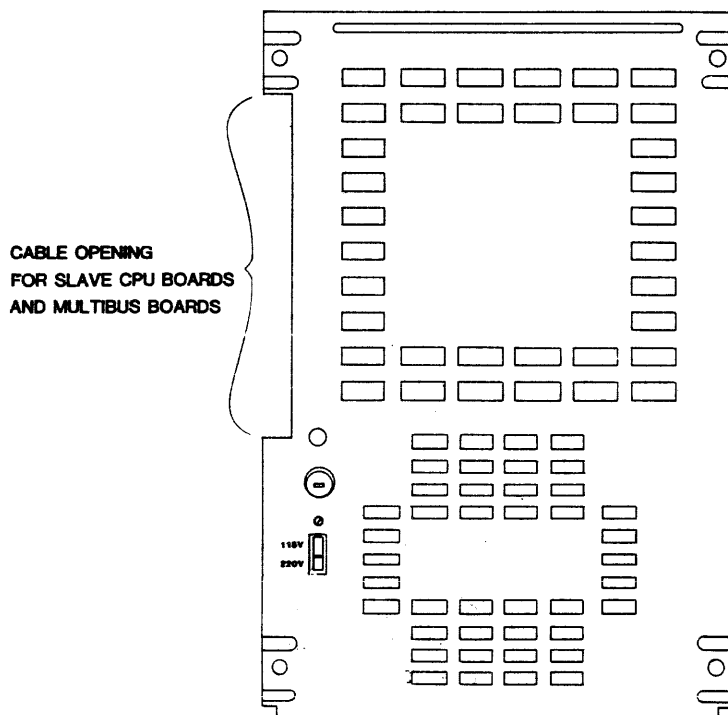 CABLE OPENING
FOR SLAVE CPU BOARDS
AND MULTIBUS BOARDS
115V
220V